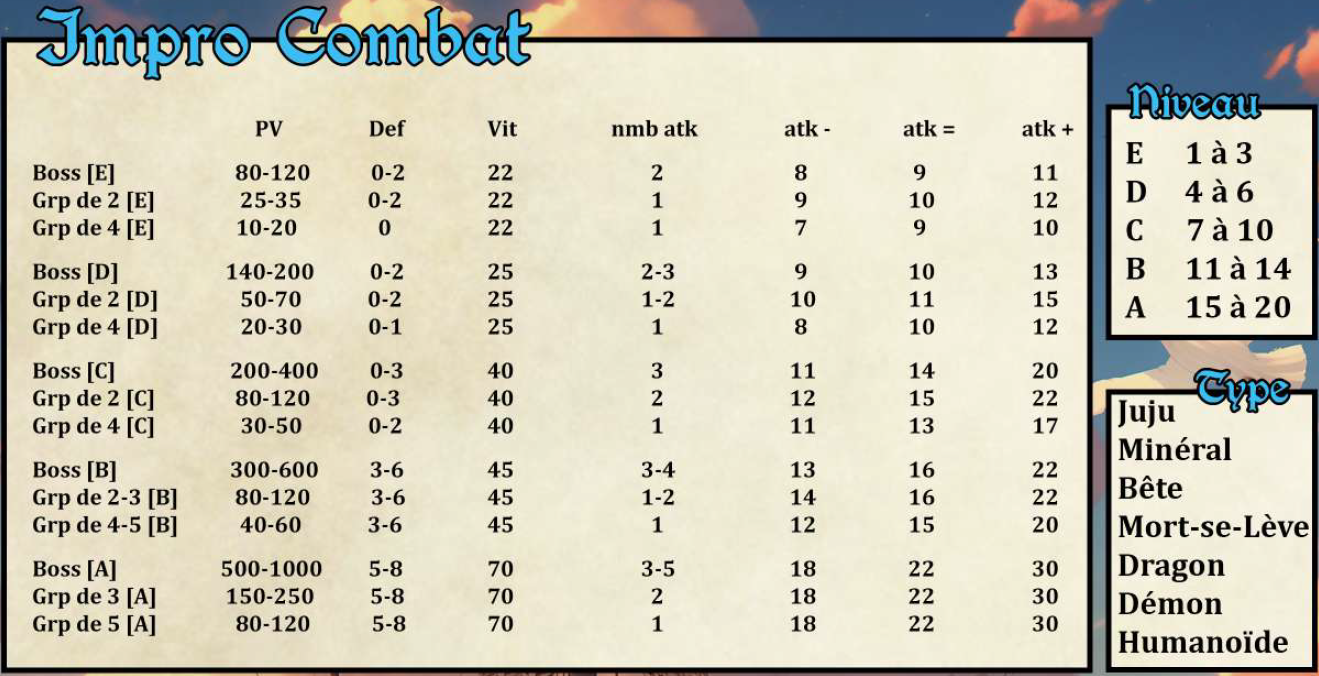 Impro Combat
PV Def Vit nmb atk atk - atk = atk +
Boss [E] 80-120 0-2 22 2 8 9 11
Grp de 2 [E] 25-35 0-2 22 1 9 10 12
Grp de 4 [E] 10-20 0 22 1 7 9 10
Boss [D] 140-200 0-2 25 2-3 9 10 13
Grp de 2 [D] 50-70 0-2 25 1-2 10 11 15
Grp de 4 [D] 20-30 0-1 25 1 8 10 12
Boss [C] 200-400 0-3 40 3 11 14 20
Grp de 2 [C] 80-120 0-3 40 2 12 15 22
Grp de 4 [C] 30-50 0-2 40 1 11 13 17
Boss [B] 300-600 3-6 45 3-4 13 16 22
Grp de 2-3 [B] 80-120 3-6 45 1-2 14 16 22
Grp de 4-5 [B] 40-60 3-6 45 1 12 15 20
Boss [A] 500-1000 5-8 70 3-5 18 22 30
Grp de 3 [A] 150-250 5-8 70 2 18 22 30
Grp de 5 [A] 80-120 5-8 70 1 18 22 30
Niveau
E 1 à 3
D 4 à 6
C 7 à 10
B 11 à 14
A 15 à 20
Type
Juju
Minéral
Bête
Mort-se-Lève
Dragon
Démon
Humanoïde